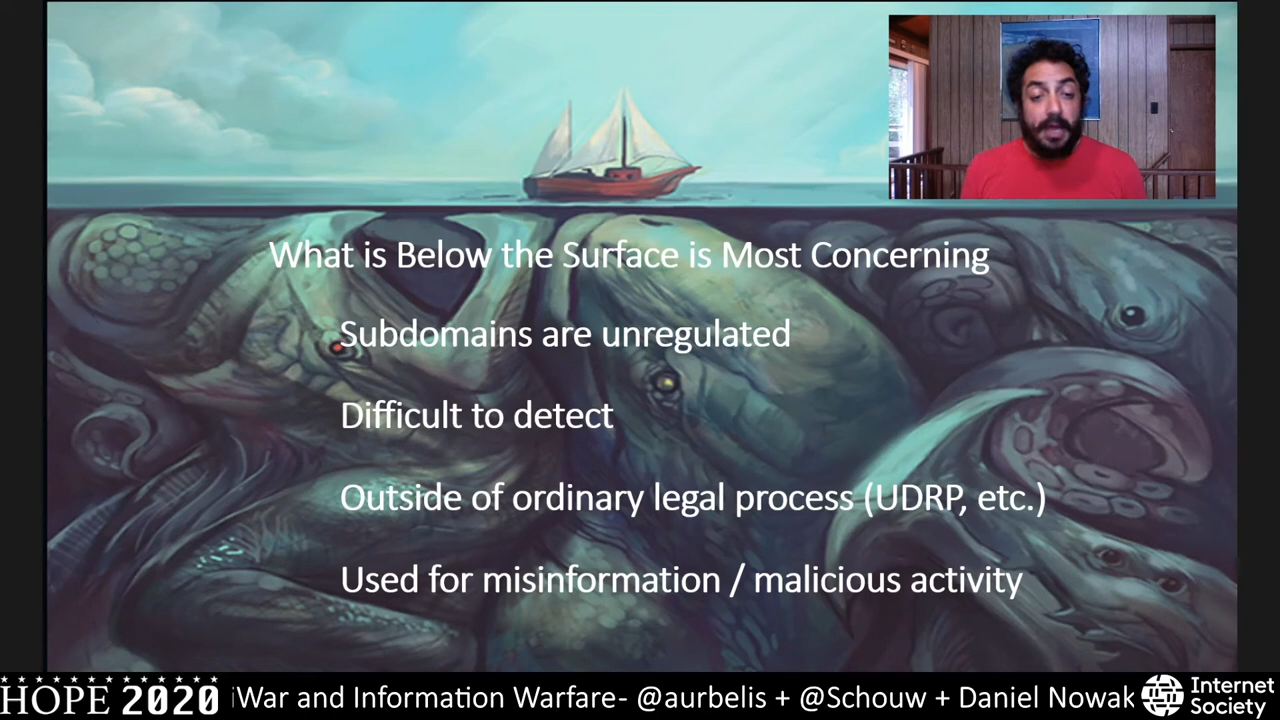 What is Below the Surface is Most Concerning
Subdomains are unregulated
Difficult to detect
Outside of ordinary legal process (UDRP, etc.)
Used for misinformation / malicious activity
HOPE 2020
iWar and Information Warfare- @aurbelis + @Schouw + Daniel Nowak
Internet
Society